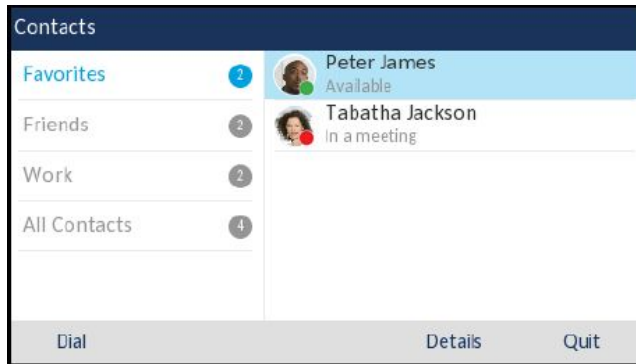 Contacts
Favorites 2
Friends 2
Work 2
All Contacts 4
Peter James
Available
Tabatha Jackson
In a meeting
Dial Details Quit